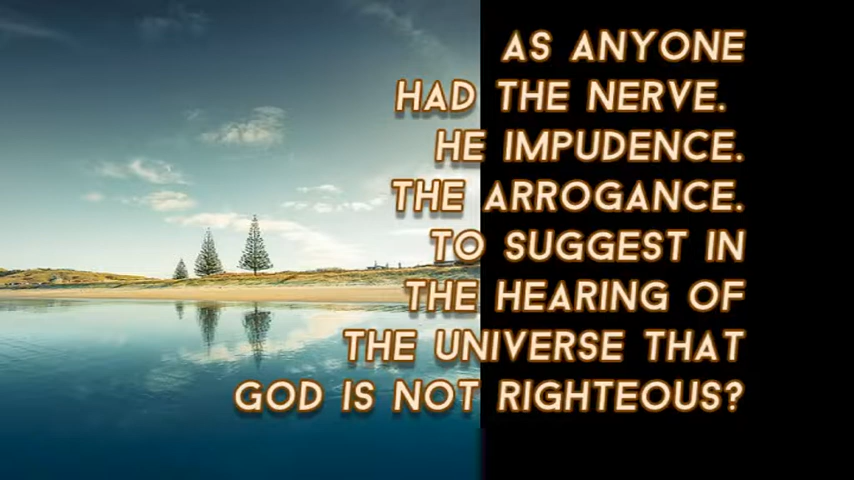 AS ANYONE
HAD THE NERVE.
HE IMPUDENCE.
THE ARROGANCE.
TO SUGGEST IN
THE HEARING OF
THE UNIVERSE THAT
GOD IS NOT RIGHTEOUS?